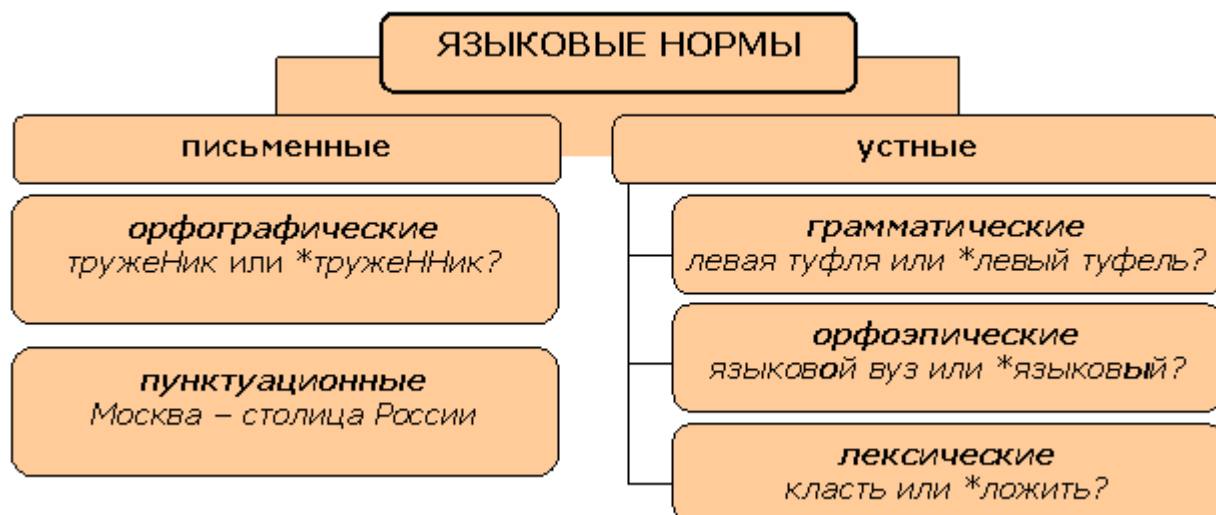 ЯЗЫКОВЫЕ НОРМЫ
письменные
орфографические
тружеНик или *тружеННик?
пунктуационные
Москва – столица России
устные
грамматические
левая туфля или *левый туфель?
орфоэпические
языковой вуз или *языковый?
лексические
класть или *ложить?